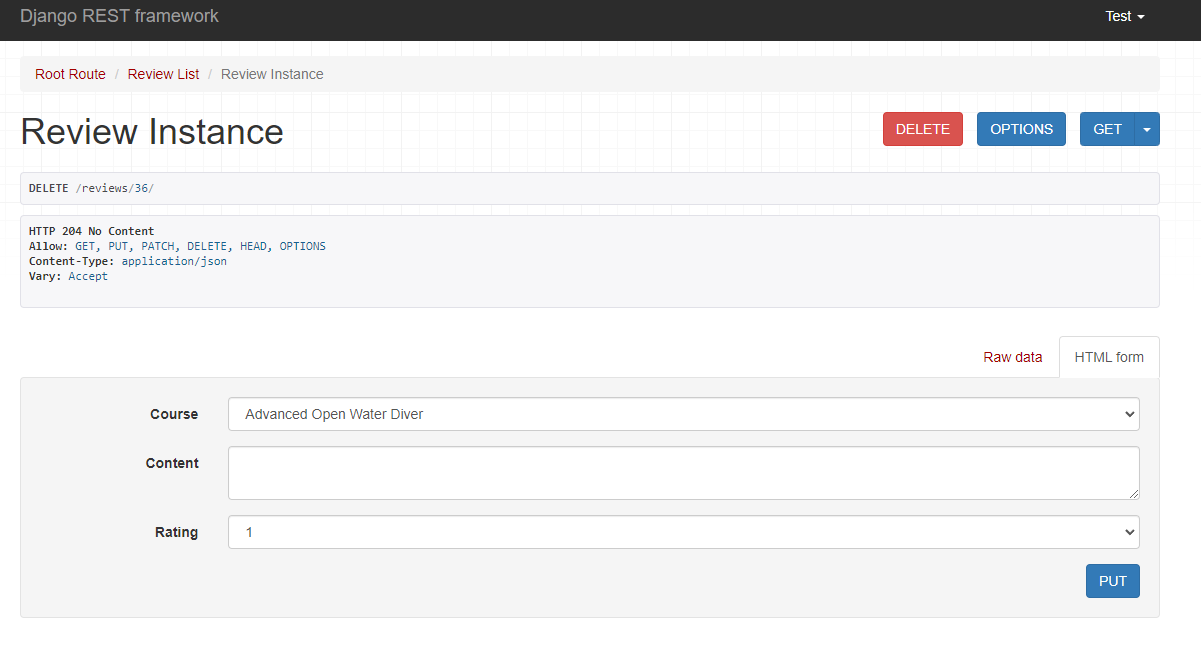 Django REST framework Test
Root Route / Review List / Review Instance
Review Instance DELETE OPTIONS GET
DELETE /reviews/36/
HTTP 204 No Content
Allow: GET, PUT, PATCH, DELETE, HEAD, OPTIONS
Content-Type: application/json
Vary: Accept
Raw data HTML form
Course Advanced Open Water Diver
Content
Rating 1
PUT